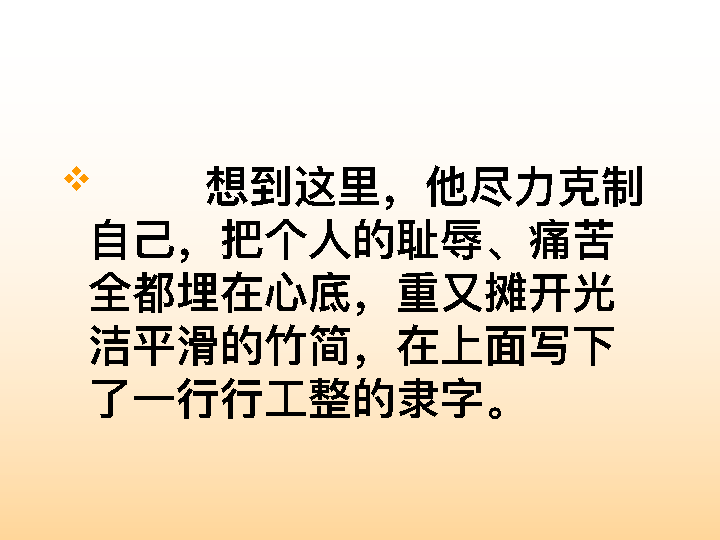 想到这里，他尽力克制
自己，把个人的耻辱、痛苦
全都埋在心底，重又摊开光
洁平滑的竹简，在上面写下
了一行行工整的隶字。